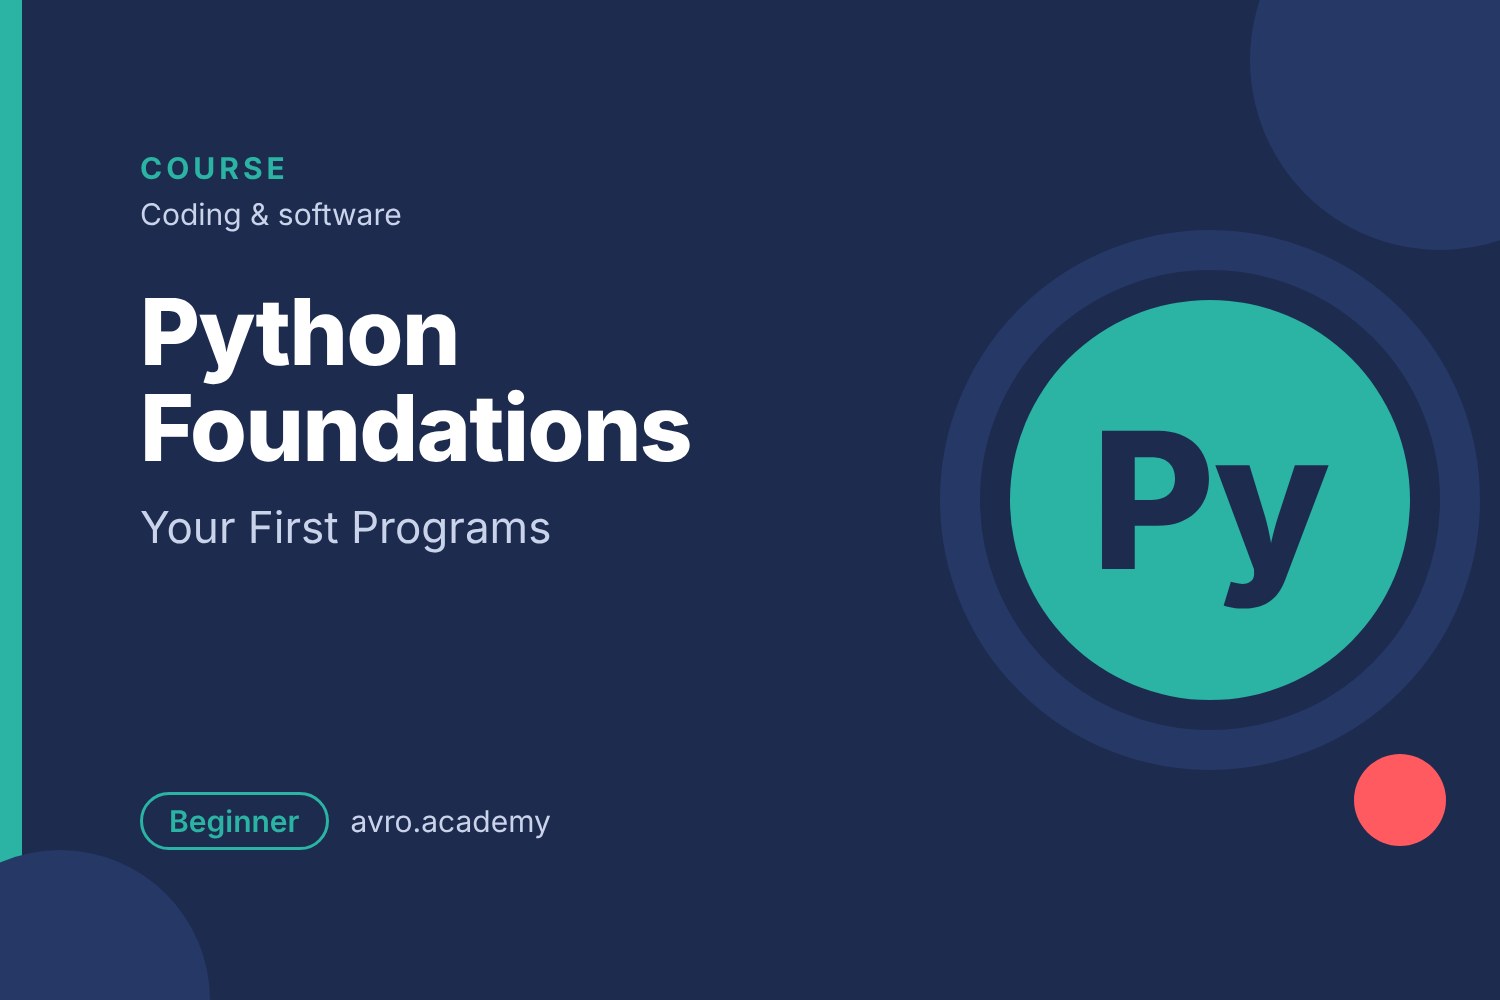 COURSE
Coding & software
Python
Foundations
Your First Programs
Py
Beginner
avro.academy